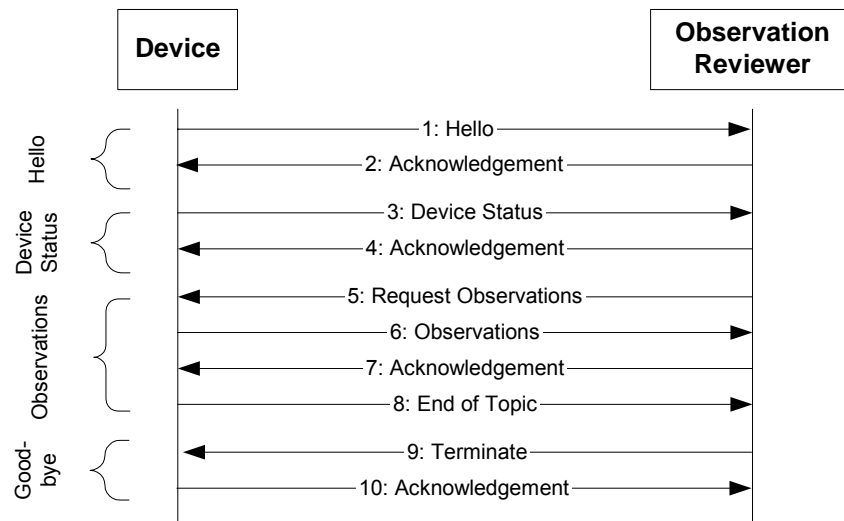 Device
Observation
Reviewer
Hello
1: Hello
2: Acknowledgement
Device
Status
3: Device Status
4: Acknowledgement
Observations
5: Request Observations
6: Observations
7: Acknowledgement
8: End of Topic
Good-
bye
9: Terminate
10: Acknowledgement